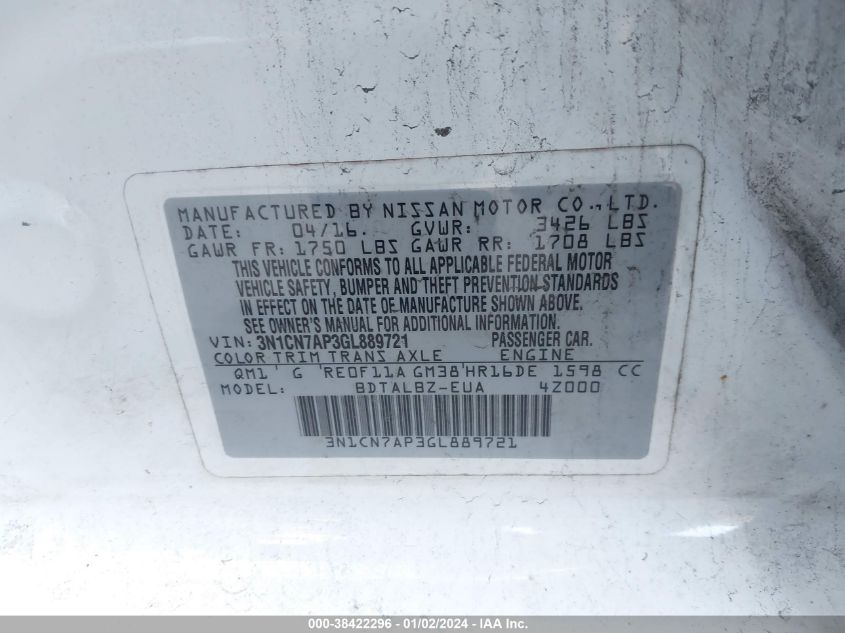 MANUFACTURED BY NISSAN MOTOR CO., LTD.
DATE: 04/16. GVWR: 3426 LBS
GAWR FR: 1750 LBS GAWR RR: 1708 LBS
THIS VEHICLE CONFORMS TO ALL APPLICABLE FEDERAL MOTOR
VEHICLE SAFETY, BUMPER AND THEFT PREVENTION STANDARDS
IN EFFECT ON THE DATE OF MANUFACTURE SHOWN ABOVE.
SEE OWNER'S MANUAL FOR ADDITIONAL INFORMATION.
VIN: 3N1CN7AP3GL889721 PASSENGER CAR.
COLOR TRIM TRANS AXLE ENGINE
QM1' G 'RE0F11A GM38'HR16DE 1598 CC
MODEL: BDTALBZ-EUA 4Z000
3N1CN7AP3GL889721
000-38422296 - 01/02/2024 - IAA Inc.